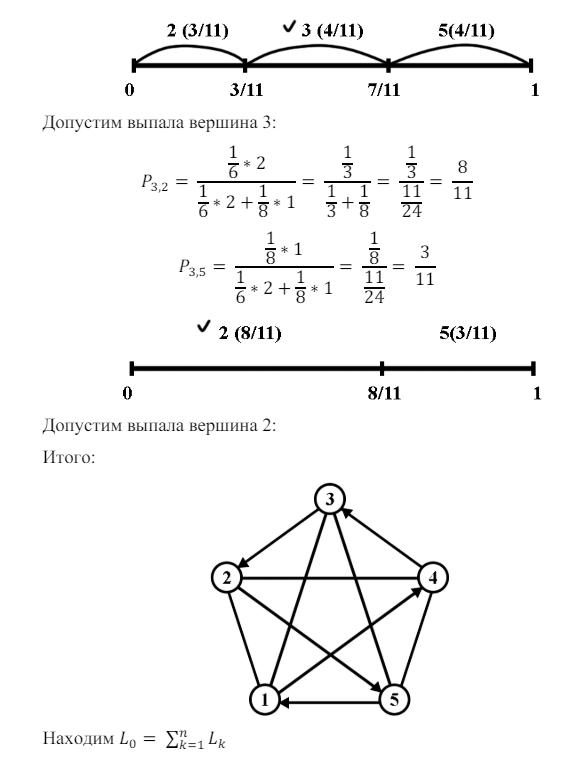 2 (3/11) ✓ 3 (4/11) 5(4/11)
0 3/11 7/11 1
Допустим выпала вершина 3:
P_{3,2} = \frac{\frac{1}{6} * 2}{\frac{1}{6} * 2 + \frac{1}{8} * 1} = \frac{\frac{1}{3}}{\frac{1}{3} + \frac{1}{8}} = \frac{\frac{1}{3}}{\frac{11}{24}} = \frac{8}{11}
P_{3,5} = \frac{\frac{1}{8} * 1}{\frac{1}{6} * 2 + \frac{1}{8} * 1} = \frac{\frac{1}{8}}{\frac{11}{24}} = \frac{3}{11}
✓ 2 (8/11) 5(3/11)
0 8/11 1
Допустим выпала вершина 2:
Итого:
3
2 4
1 5
Находим L_0 = \sum_{k=1}^{n} L_k